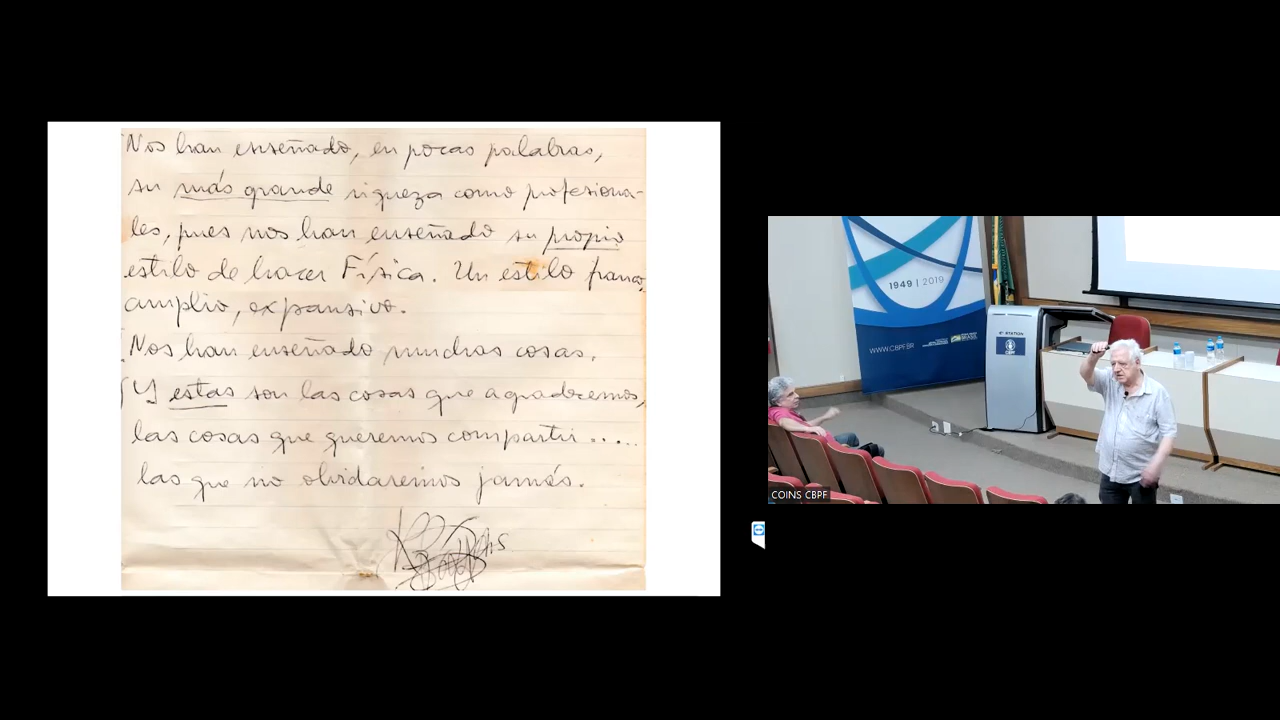 Nos han enseñado, en pocas palabras,
su más grande riqueza como profesiona-
les, pues nos han enseñado su propio
estilo de hacer Física. Un estilo franco,
amplio, expansivo.
Nos han enseñado muchas cosas.
Y estas son las cosas que agradecemos,
las cosas que queremos compartir .....
las que no olvidaremos jamás.
1949 | 2019
WWW.CBPF.BR
BRASIL
CBPF
COINS CBPF